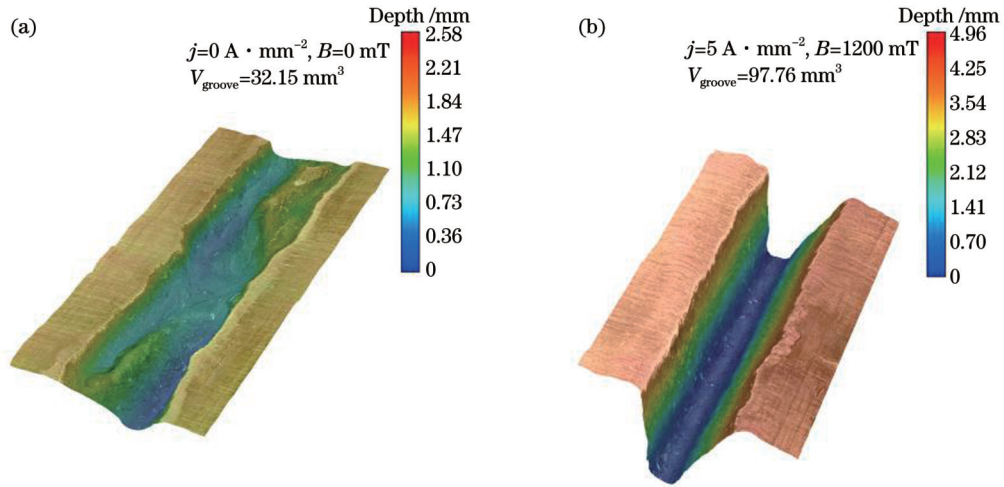 (a)
j=0 A · mm⁻², B=0 mT
V_groove=32.15 mm³
Depth /mm
2.58
2.21
1.84
1.47
1.10
0.73
0.36
0
(b)
j=5 A · mm⁻², B=1200 mT
V_groove=97.76 mm³
Depth /mm
4.96
4.25
3.54
2.83
2.12
1.41
0.70
0